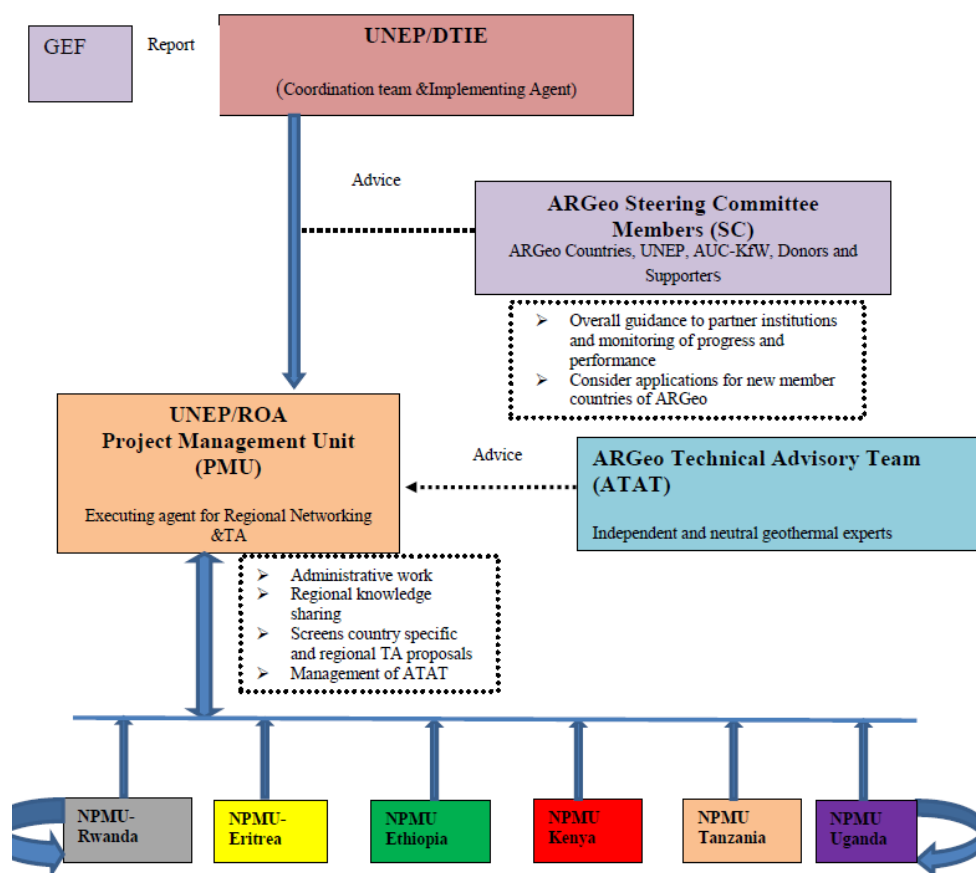 GEF
Report
UNEP/DTIE
(Coordination team &Implementing Agent)
Advice
ARGeo Steering Committee
Members (SC)
ARGeo Countries, UNEP, AUC-KfW, Donors and
Supporters
➢ Overall guidance to partner institutions
and monitoring of progress and
performance
➢ Consider applications for new member
countries of ARGeo
UNEP/ROA
Project Management Unit
(PMU)
Executing agent for Regional Networking
&TA
Advice
ARGeo Technical Advisory Team
(ATAT)
Independent and neutral geothermal experts
➢ Administrative work
➢ Regional knowledge
sharing
➢ Screens country specific
and regional TA proposals
➢ Management of ATAT
NPMU-
Rwanda
NPMU-
Eritrea
NPMU
Ethiopia
NPMU
Kenya
NPMU
Tanzania
NPMU
Uganda